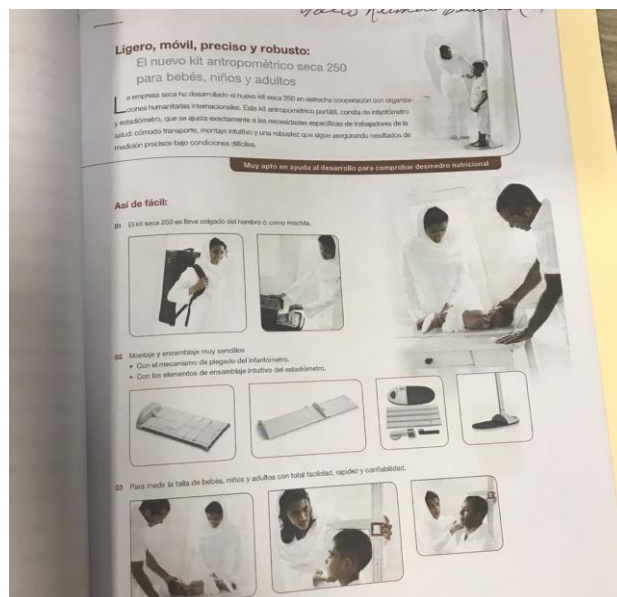 Ligero, móvil, preciso y robusto:
El nuevo kit antropométrico seca 250
para bebés, niños y adultos
La empresa seca ha desarrollado el nuevo kit seca 250 en estrecha cooperación con organiza-
ciones humanitarias internacionales. Este kit antropométrico portátil, consta de infantómetro
y estadiómetro, que se ajusta exactamente a las necesidades específicas de trabajadores de la
salud: cómodo transporte, montaje intuitivo y una robustez que sigue asegurando resultados de
medición precisos bajo condiciones difíciles.
Muy apto en ayuda al desarrollo para comprobar desmedro nutricional
Así de fácil:
01 El kit seca 250 se lleva colgado del hombro ó como mochila.
02 Montaje y ensamblaje muy sencillos
• Con el mecanismo de plegado del infantómetro.
• Con los elementos de ensamblaje intuitivo del estadiómetro.
03 Para medir la talla de bebés, niños y adultos con total facilidad, rapidez y confiabilidad.